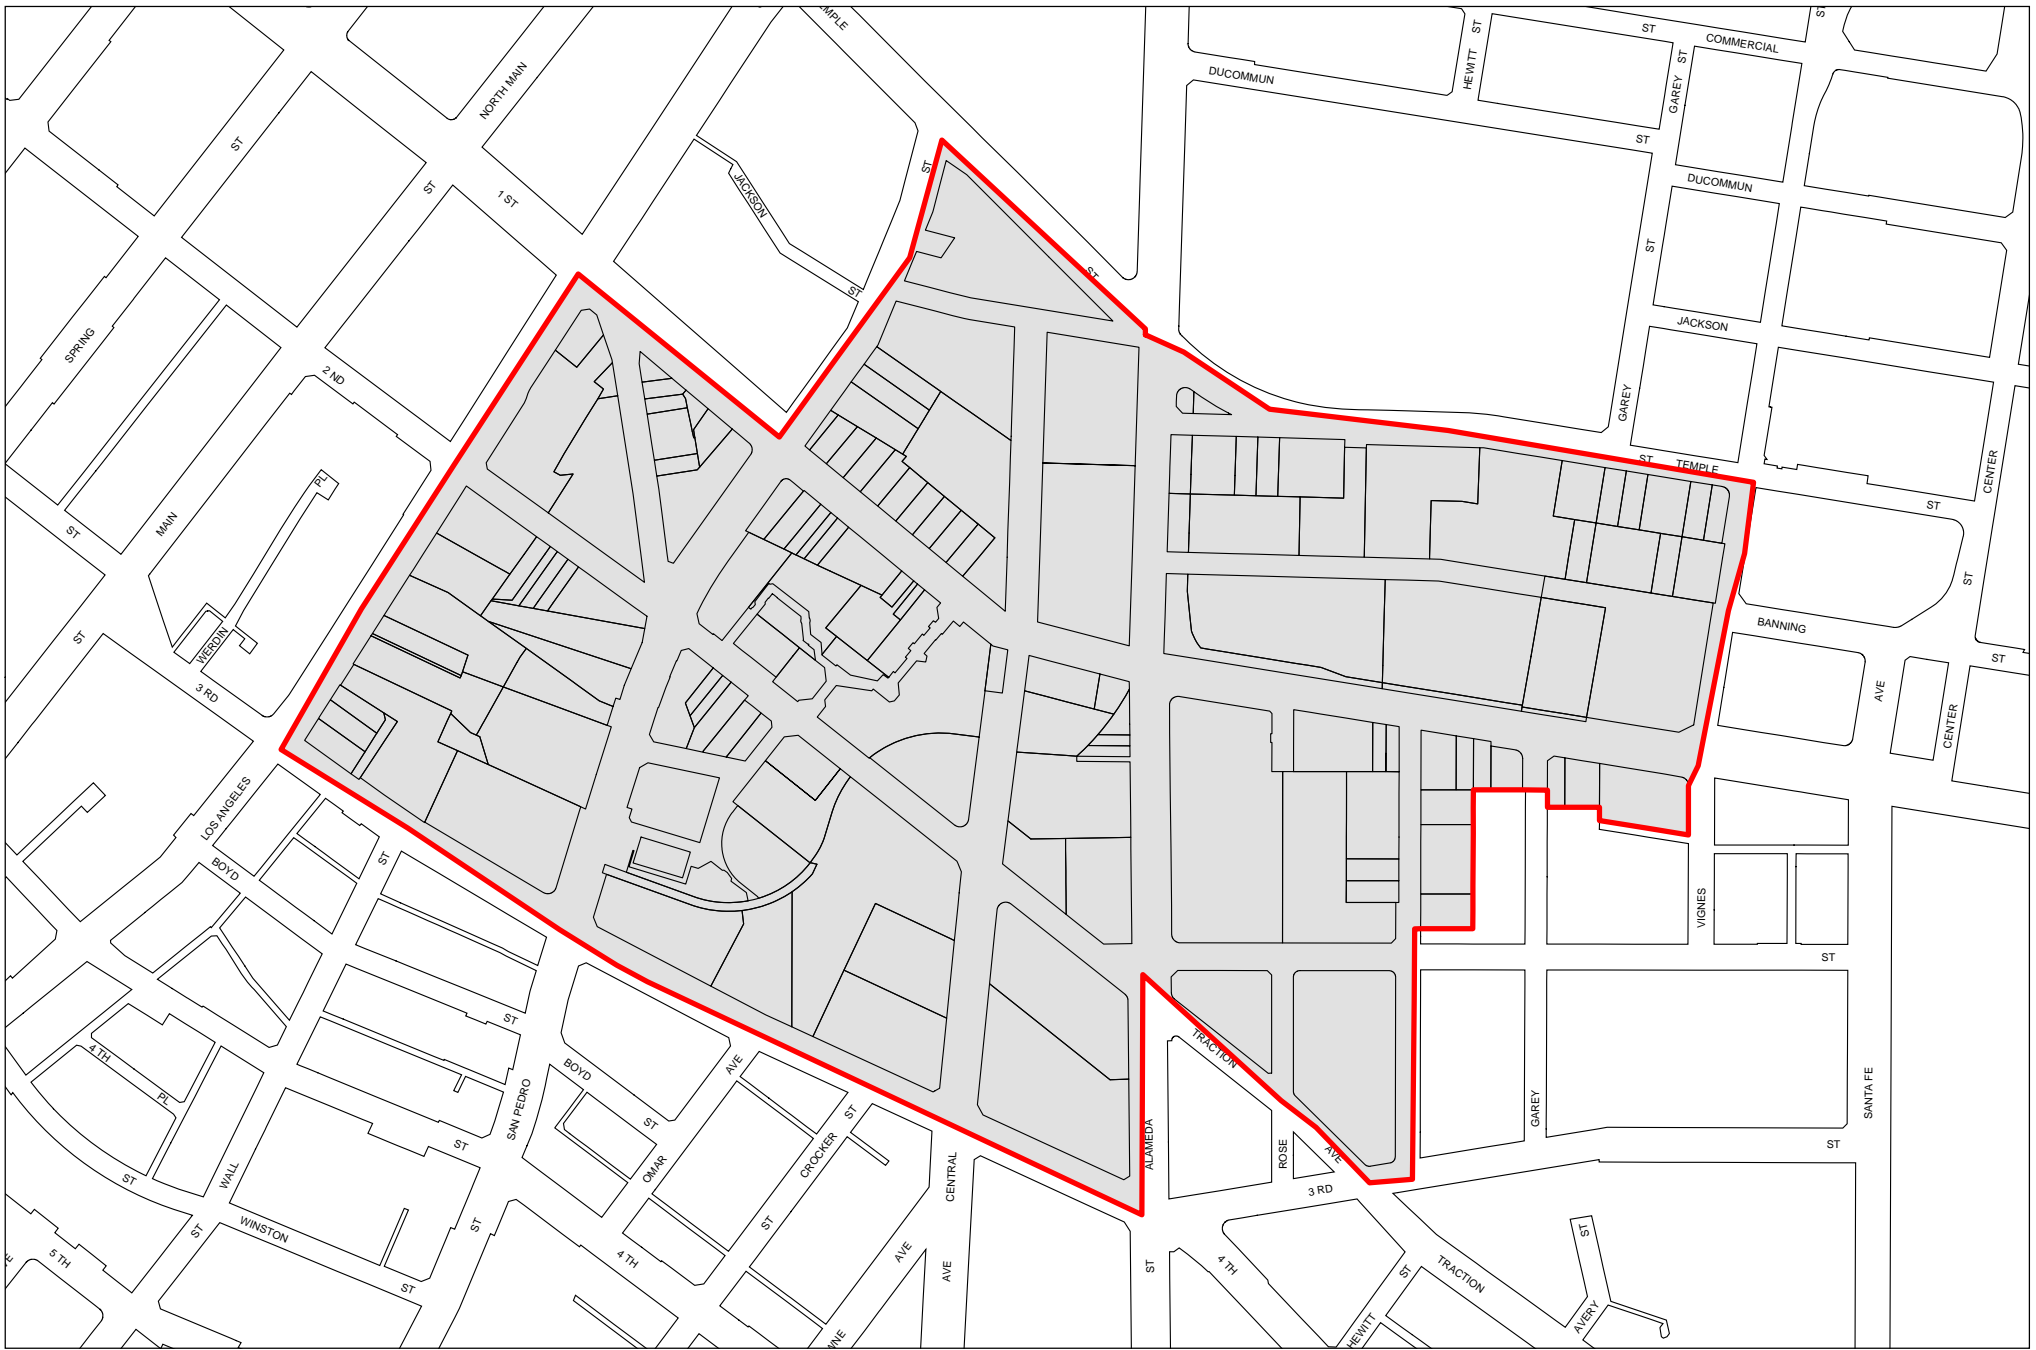 TEMPLE
ST
COMMERCIAL
ST
ST
HEWITT
ST
GAREY
DUCOMMUN
NORTH MAIN
ST
ST
ST
1 ST
JACKSON
ST
ST
DUCOMMUN
ST
ST
JACKSON
SPRING
2 ND
GAREY
ST
TEMPLE
CENTER
ST
PL
MAIN
ST
ST
BANNING
ST
ST
WERDIN
3 RD
AVE
CENTER
LOS ANGELES
BOYD
ST
VIGNES
ST
ST
4 TH
PL
TRACTION
BOYD
AVE
ST
SAN PEDRO
ST
ST
ST
WALL
OMAR
CROCKER
CENTRAL
ALAMEDA
ROSE
AVE
GAREY
SANTA FE
ST
3 RD
WINSTON
ST
ST
ST
4 TH
AVE
AVE
ST
4 TH
ST
TRACTION
ST
5 TH
ST
HEWITT
AVERY